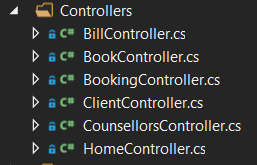 Controllers
C# BillController.cs
C# BookController.cs
C# BookingController.cs
C# ClientController.cs
C# CounsellorsController.cs
C# HomeController.cs